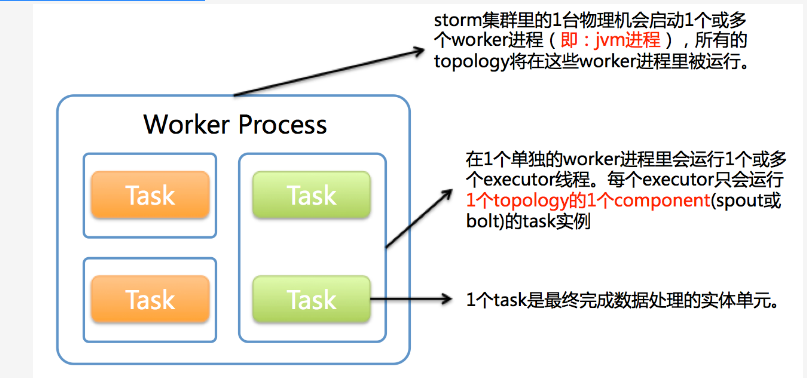 storm集群里的1台物理机会启动1个或多
个worker进程（即：jvm进程），所有的
topology将在这些worker进程里被运行。
Worker Process
Task
Task
在1个单独的worker进程里会运行1个或多
个executor线程。每个executor只会运行
1个topology的1个component(spout或
bolt)的task实例
Task
Task
1个task是最终完成数据处理的实体单元。